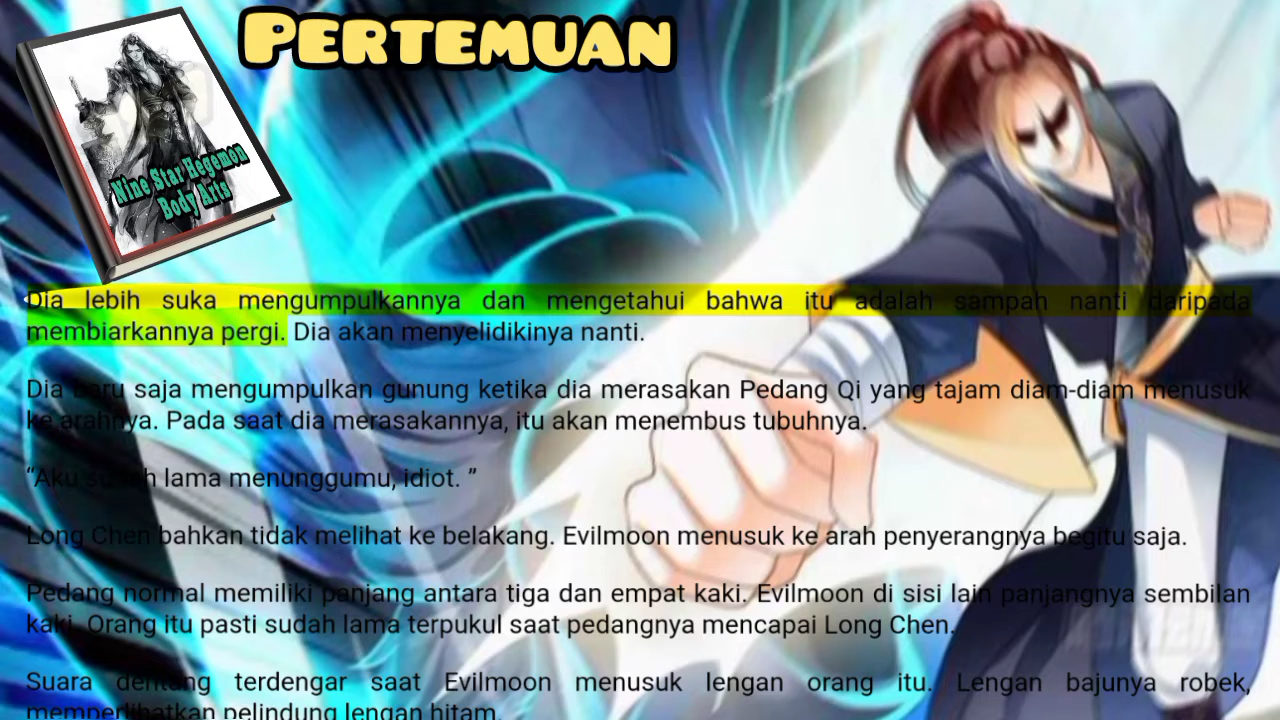 PERTEMUAN
Nine Star Hegemon
Body Arts
Dia lebih suka mengumpulkannya dan mengetahui bahwa itu adalah sampah nanti daripada
membiarkannya pergi. Dia akan menyelidikinya nanti.
Dia baru saja mengumpulkan gunung ketika dia merasakan Pedang Qi yang tajam diam-diam menusuk
ke arahnya. Pada saat dia merasakannya, itu akan menembus tubuhnya.
“Aku sudah lama menunggumu, idiot. ”
Long Chen bahkan tidak melihat ke belakang. Evilmoon menusuk ke arah penyerangnya begitu saja.
Pedang normal memiliki panjang antara tiga dan empat kaki. Evilmoon di sisi lain panjangnya sembilan
kaki. Orang itu pasti sudah lama terpukul saat pedangnya mencapai Long Chen.
Suara dentang terdengar saat Evilmoon menusuk lengan orang itu. Lengan bajunya robek,
memperlihatkan pelindung lengan hitam.